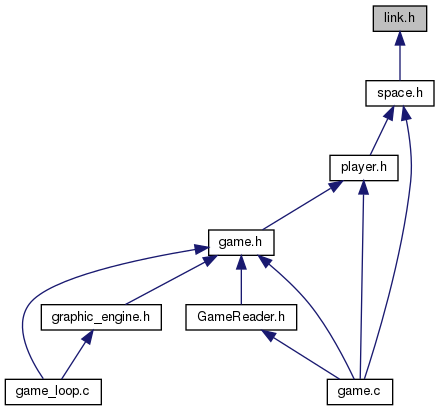 link.h
space.h
player.h
game.h
graphic_engine.h
GameReader.h
game_loop.c
game.c